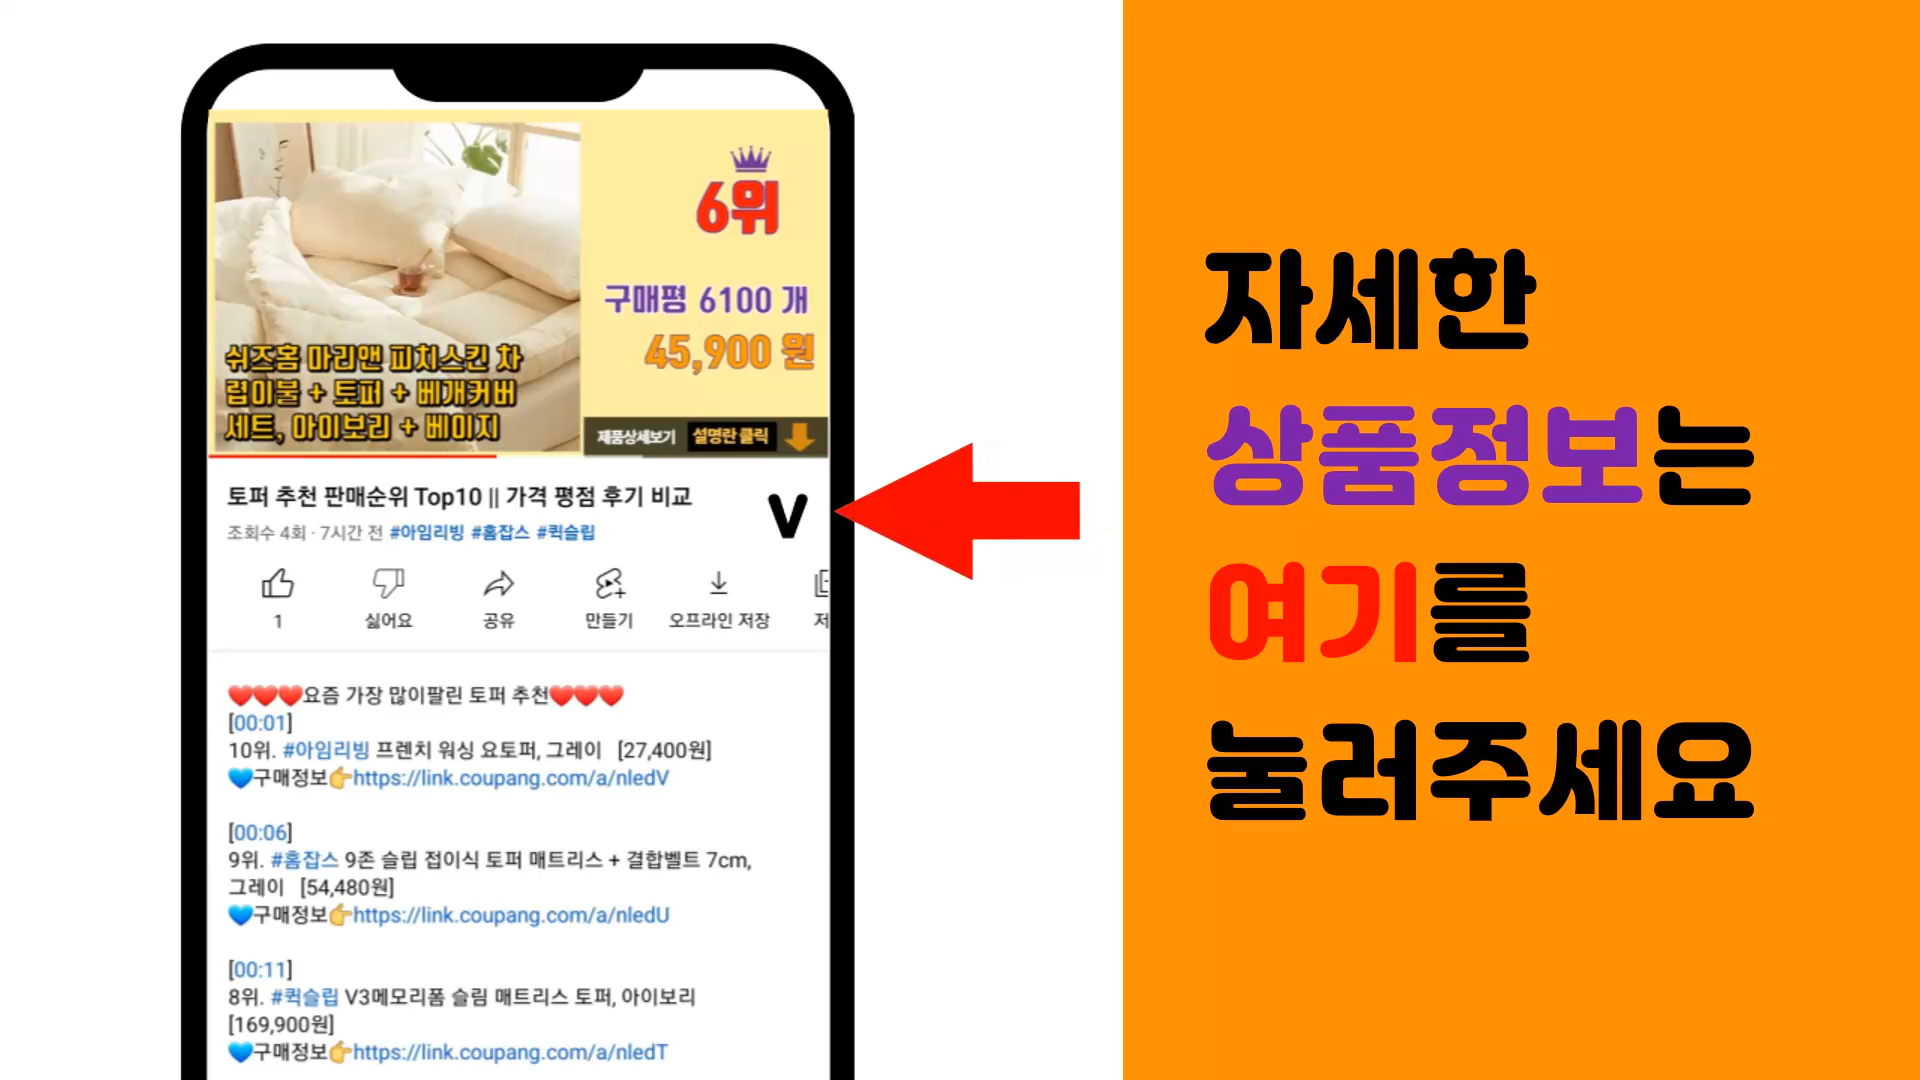 6위
구매평 6100 개
45,900 원
쉬즈홈 마리앤 피치스킨 차
렵이불 + 토퍼 + 베개커버
세트, 아이보리 + 베이지
제품상세보기 설명란 클릭
토퍼 추천 판매순위 Top10 || 가격 평점 후기 비교
V
조회수 4회 · 7시간 전 #아임리빙 #홈잡스 #퀵슬립
1 싫어요 공유 만들기 오프라인 저장 저
❤️❤️❤️요즘 가장 많이팔린 토퍼 추천❤️❤️❤️
[00:01]
10위. #아임리빙 프렌치 워싱 요토퍼, 그레이 [27,400원]
💙구매정보👉https://link.coupang.com/a/nledV
[00:06]
9위. #홈잡스 9존 슬립 접이식 토퍼 매트리스 + 결합벨트 7cm,
그레이 [54,480원]
💙구매정보👉https://link.coupang.com/a/nledU
[00:11]
8위. #퀵슬립 V3메모리폼 슬림 매트리스 토퍼, 아이보리
[169,900원]
💙구매정보👉https://link.coupang.com/a/nledT
자세한
상품정보는
여기를
눌러주세요